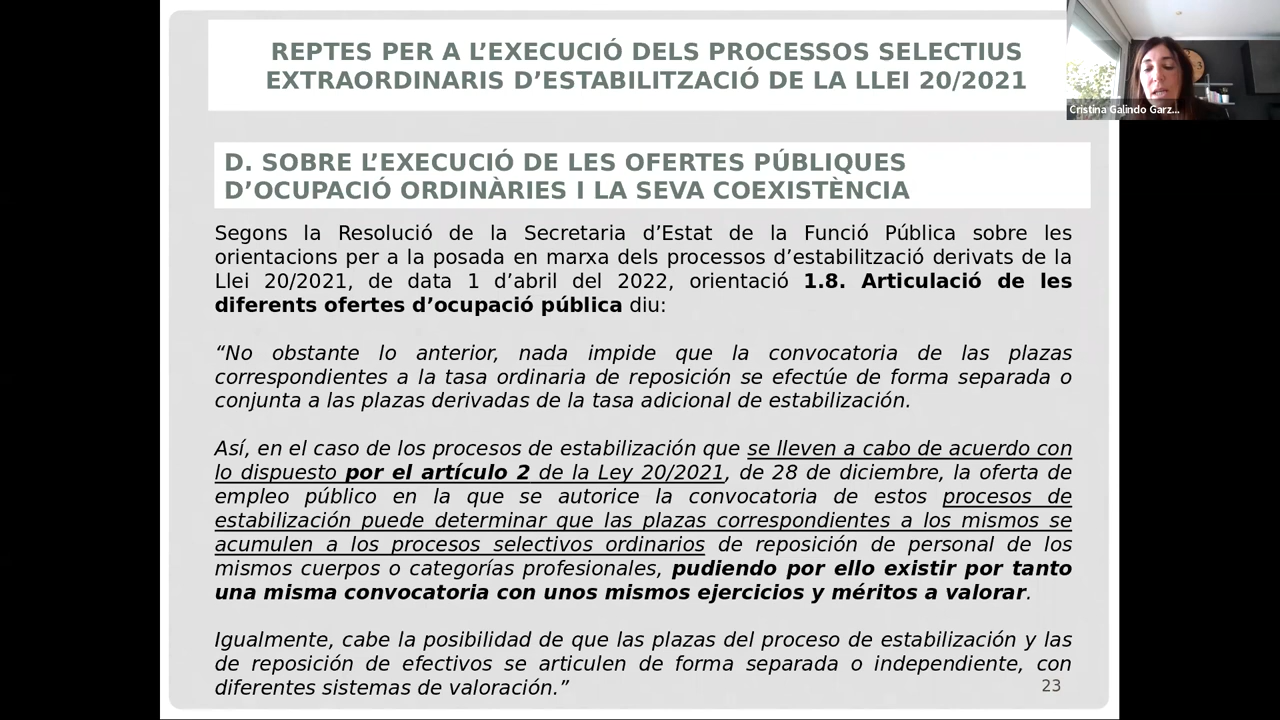 REPTES PER A L’EXECUCIÓ DELS PROCESSOS SELECTIUS
EXTRAORDINARIS D’ESTABILITZACIÓ DE LA LLEI 20/2021
Cristina Galindo Garz...
D. SOBRE L’EXECUCIÓ DE LES OFERTES PÚBLIQUES
D’OCUPACIÓ ORDINÀRIES I LA SEVA COEXISTÈNCIA
Segons la Resolució de la Secretaria d’Estat de la Funció Pública sobre les
orientacions per a la posada en marxa dels processos d’estabilització derivats de la
Llei 20/2021, de data 1 d’abril del 2022, orientació 1.8. Articulació de les
diferents ofertes d’ocupació pública diu:
“No obstante lo anterior, nada impide que la convocatoria de las plazas
correspondientes a la tasa ordinaria de reposición se efectúe de forma separada o
conjunta a las plazas derivadas de la tasa adicional de estabilización.
Así, en el caso de los procesos de estabilización que se lleven a cabo de acuerdo con
lo dispuesto por el artículo 2 de la Ley 20/2021, de 28 de diciembre, la oferta de
empleo público en la que se autorice la convocatoria de estos procesos de
estabilización puede determinar que las plazas correspondientes a los mismos se
acumulen a los procesos selectivos ordinarios de reposición de personal de los
mismos cuerpos o categorías profesionales, pudiendo por ello existir por tanto
una misma convocatoria con unos mismos ejercicios y méritos a valorar.
Igualmente, cabe la posibilidad de que las plazas del proceso de estabilización y las
de reposición de efectivos se articulen de forma separada o independiente, con
diferentes sistemas de valoración.”
23